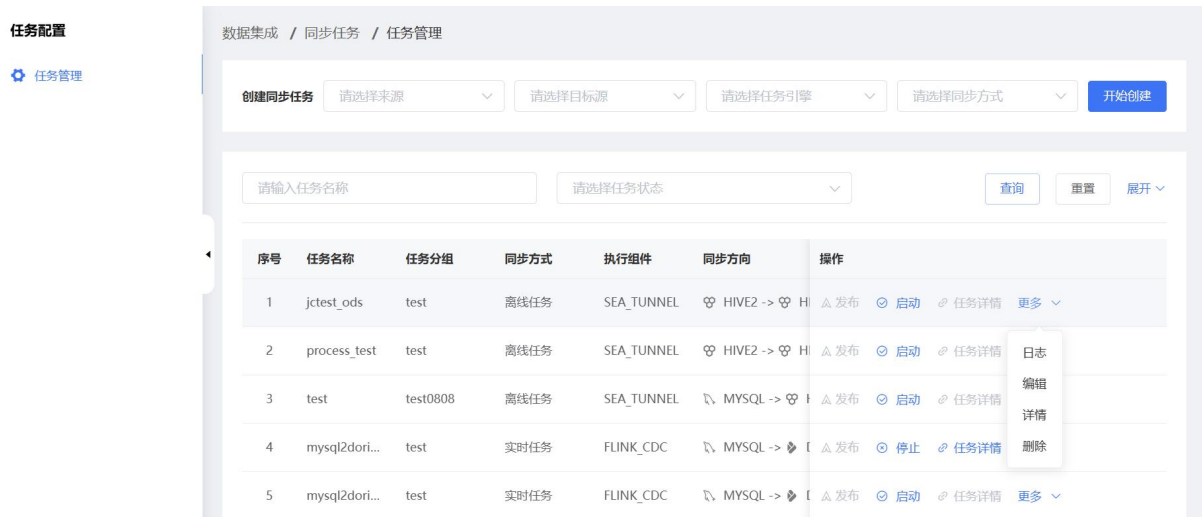 任务配置
任务管理
数据集成 / 同步任务 / 任务管理
创建同步任务 请选择来源 请选择目标源 请选择任务引擎 请选择同步方式 开始创建
请输入任务名称 请选择任务状态 查询 重置 展开
序号 任务名称 任务分组 同步方式 执行组件 同步方向 操作
1 jctest_ods test 离线任务 SEA_TUNNEL HIVE2 -> HI 发布 启动 任务详情 更多
2 process_test test 离线任务 SEA_TUNNEL HIVE2 -> HI 发布 启动 任务详情
日志
编辑
详情
删除
3 test test0808 离线任务 SEA_TUNNEL MYSQL -> 发布 启动 任务详情
4 mysql2dori... test 实时任务 FLINK_CDC MYSQL -> 发布 停止 任务详情
5 mysql2dori... test 实时任务 FLINK_CDC MYSQL -> 发布 启动 任务详情 更多